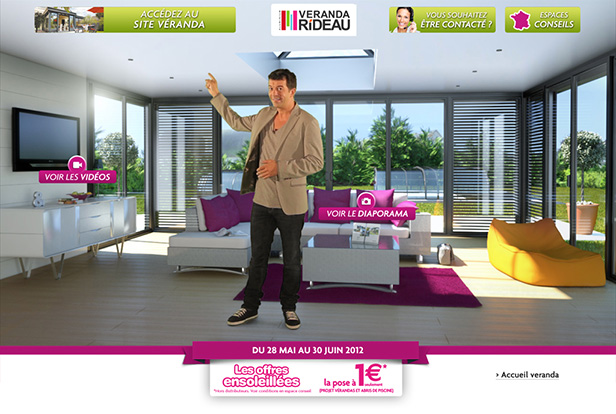 ACCÉDEZ AU
SITE VÉRANDA
VERANDA
RIDEAU
VOUS SOUHAITEZ
ÊTRE CONTACTÉ ?
ESPACES
CONSEILS
VOIR LES VIDÉOS
VOIR LE DIAPORAMA
DU 28 MAI AU 30 JUIN 2012
Les offres
ensoleillées
la pose à 1€*
seulement
(PROJET VÉRANDAS ET ABRIS DE PISCINE)
› Accueil veranda